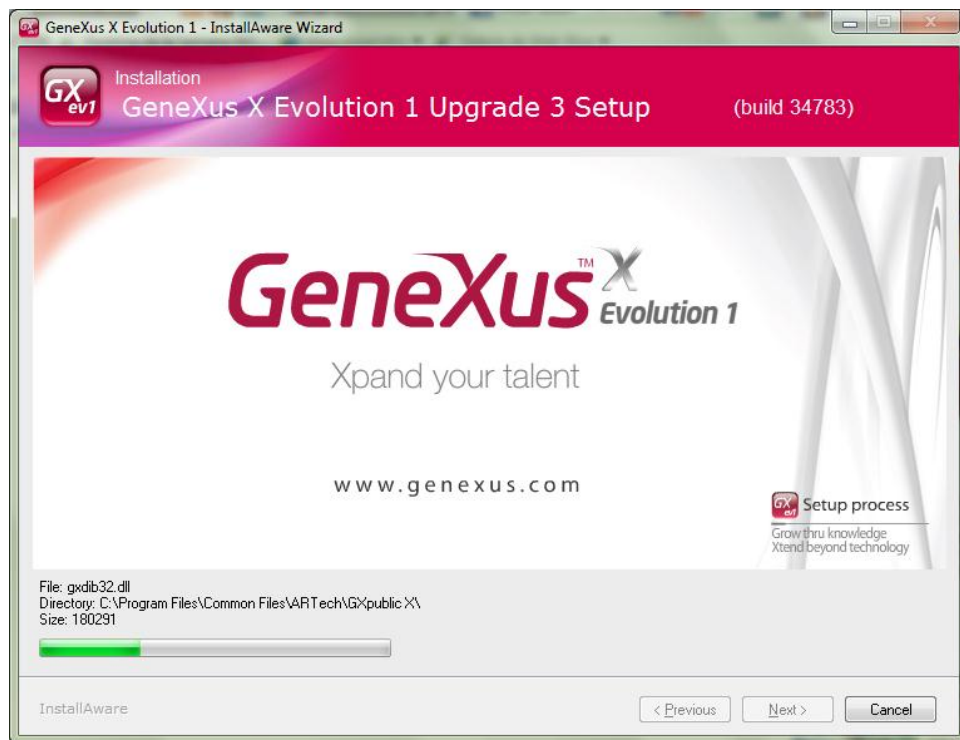 GeneXus X Evolution 1 - InstallAware Wizard
GX
ev1
Installation
GeneXus X Evolution 1 Upgrade 3 Setup (build 34783)
GeneXus™ X
Evolution 1
Xpand your talent
www.genexus.com
GX
ev1
Setup process
Grow thru knowledge
Xtend beyond technology
File: gxdib32.dll
Directory: C:\Program Files\Common Files\ARTech\GXpublic X\
Size: 180291
InstallAware
< Previous Next > Cancel